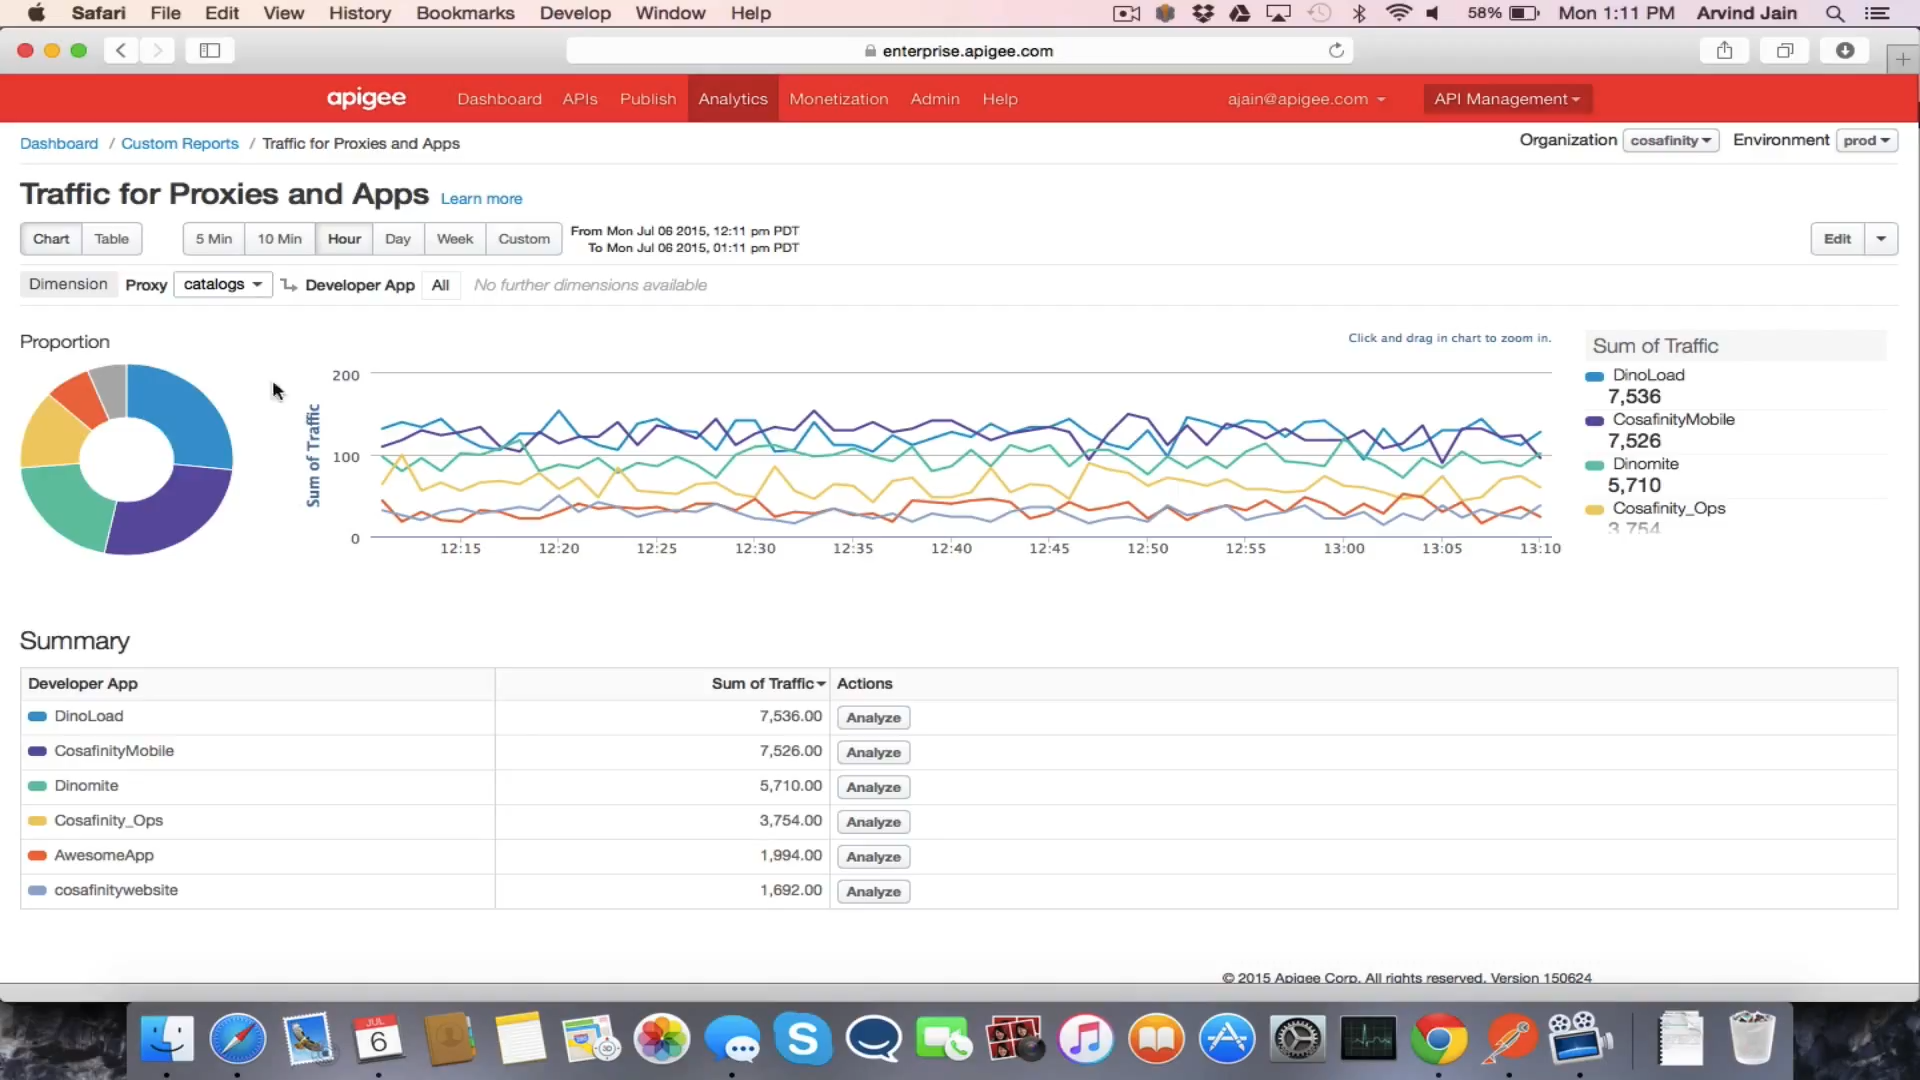 Safari File Edit View History Bookmarks Develop Window Help 58% Mon 1:11 PM Arvind Jain
enterprise.apigee.com
apigee Dashboard APIs Publish Analytics Monetization Admin Help ajain@apigee.com API Management
Dashboard / Custom Reports / Traffic for Proxies and Apps Organization cosafinity Environment prod
Traffic for Proxies and Apps Learn more
Chart Table 5 Min 10 Min Hour Day Week Custom From Mon Jul 06 2015, 12:11 pm PDT Edit
To Mon Jul 06 2015, 01:11 pm PDT
Dimension Proxy catalogs Developer App All No further dimensions available
Proportion
Click and drag in chart to zoom in.
200
100
0
Sum of Traffic
12:15 12:20 12:25 12:30 12:35 12:40 12:45 12:50 12:55 13:00 13:05 13:10
Sum of Traffic
DinoLoad
7,536
CosafinityMobile
7,526
Dinomite
5,710
Cosafinity_Ops
3,754
Summary
Developer App Sum of Traffic Actions
DinoLoad 7,536.00 Analyze
CosafinityMobile 7,526.00 Analyze
Dinomite 5,710.00 Analyze
Cosafinity_Ops 3,754.00 Analyze
AwesomeApp 1,994.00 Analyze
cosafinitywebsite 1,692.00 Analyze
© 2015 Apigee Corp. All rights reserved. Version 150624
JUL
6